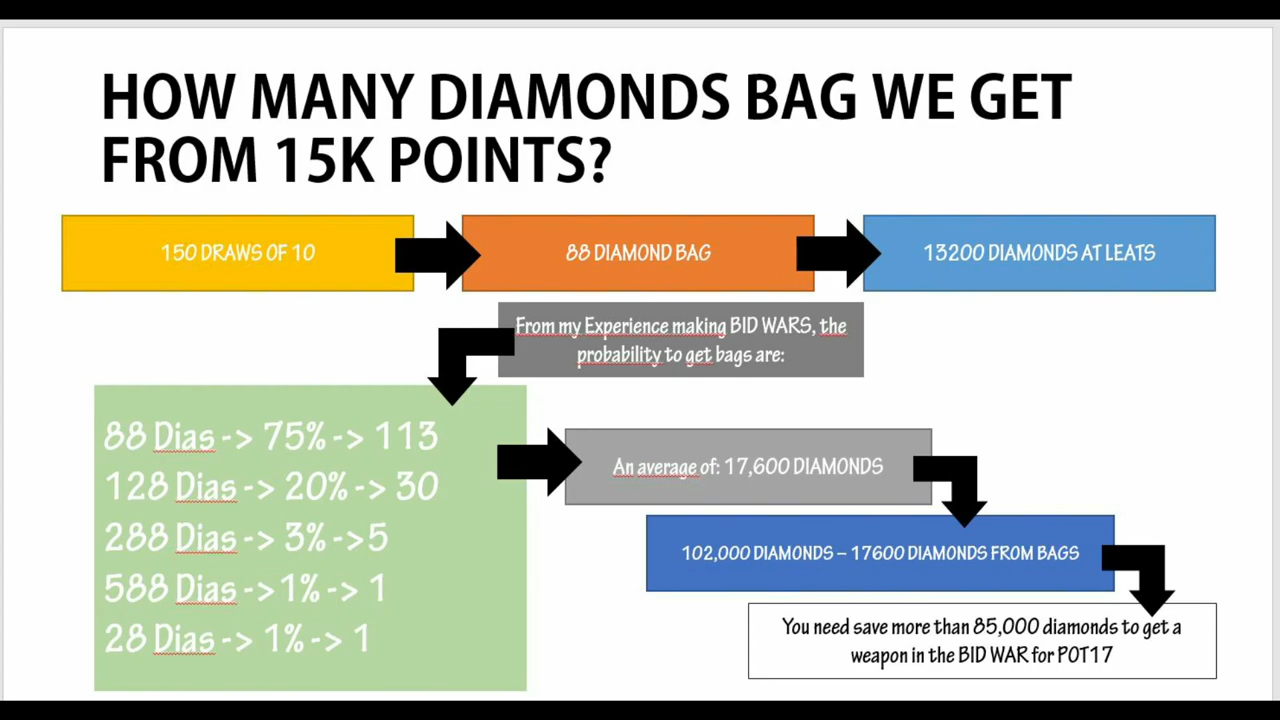 HOW MANY DIAMONDS BAG WE GET
FROM 15K POINTS?
150 DRAWS OF 10
88 DIAMOND BAG
13200 DIAMONDS AT LEATS
From my Experience making BID WARS, the
probability to get bags are:
88 Dias -> 75% -> 113
128 Dias -> 20% -> 30
288 Dias -> 3% ->5
588 Dias ->1% -> 1
28 Dias -> 1% -> 1
An average of: 17,600 DIAMONDS
102,000 DIAMONDS – 17600 DIAMONDS FROM BAGS
You need save more than 85,000 diamonds to get a
weapon in the BID WAR for POT17